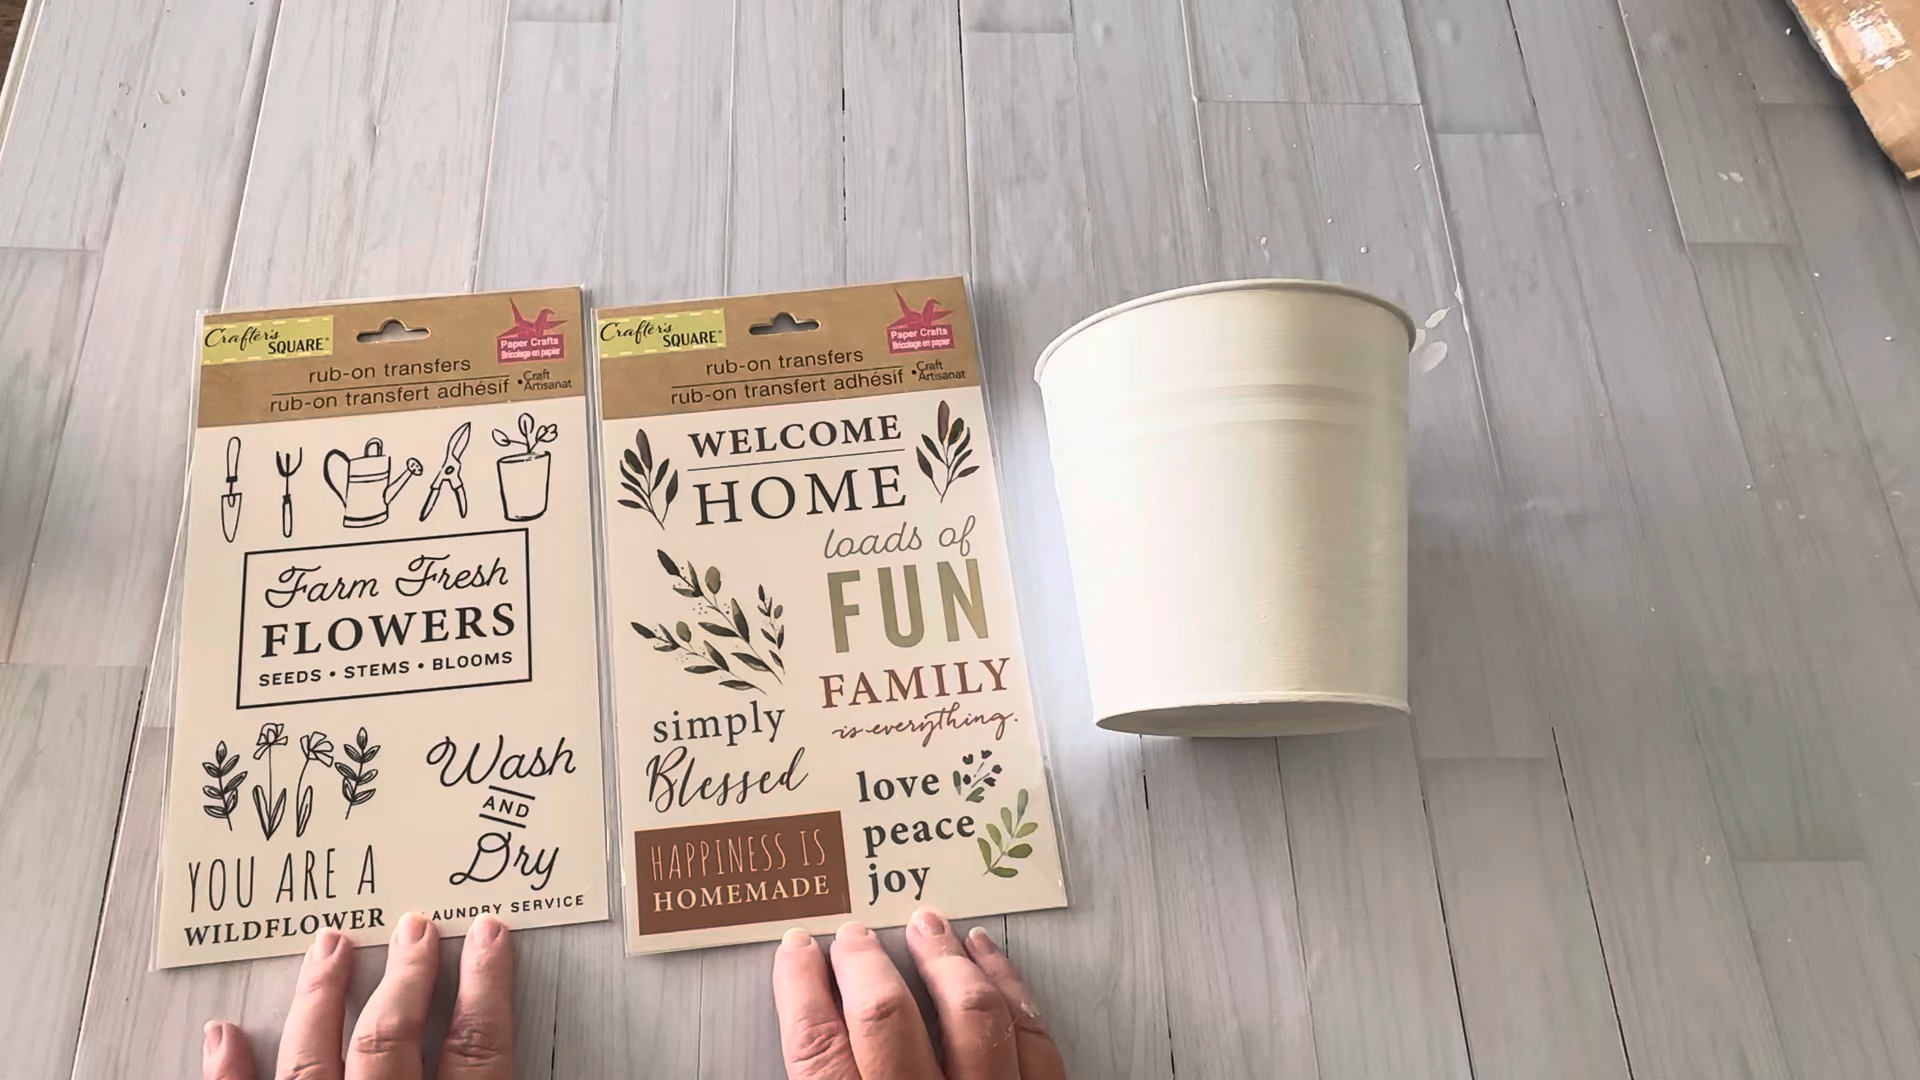 Crafter's
SQUARE
Paper Crafts
Bricolage en papier
rub-on transfers
rub-on transfert adhésif
• Craft
Artisanat
Farm Fresh
FLOWERS
SEEDS • STEMS • BLOOMS
YOU ARE A
WILDFLOWER
Wash
AND
Dry
AUNDRY SERVICE
Crafter's
SQUARE
Paper Crafts
Bricolage en papier
rub-on transfers
rub-on transfert adhésif
• Craft
Artisanat
WELCOME
HOME
loads of
FUN
FAMILY
is everything.
simply
Blessed
HAPPINESS IS
HOMEMADE
love
peace
joy